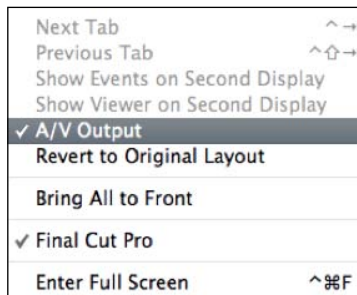 Next Tab ^→
Previous Tab ^⇧→
Show Events on Second Display
Show Viewer on Second Display
✓ A/V Output
Revert to Original Layout
Bring All to Front
✓ Final Cut Pro
Enter Full Screen ^⌘F